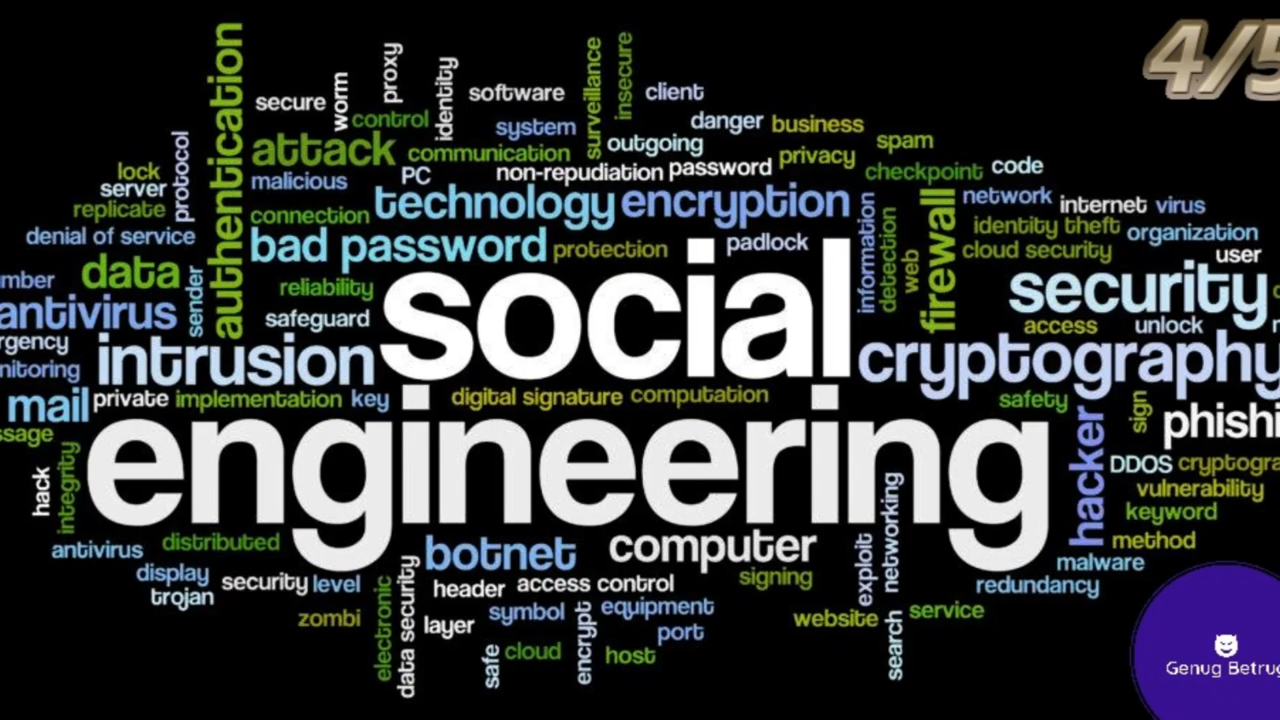 4/5
authentication
secure
worm
proxy
control
identity
software
surveillance
insecure
client
system
danger
business
outgoing
spam
attack
communication
non-repudiation
password
privacy
checkpoint
code
lock
server
protocol
malicious
PC
technology
encryption
network
internet
virus
replicate
connection
information
detection
firewall
identity theft
organization
denial of service
bad password
protection
padlock
web
cloud security
user
data
sender
reliability
social
security
antivirus
safeguard
access
unlock
intrusion
cryptography
mail
private
implementation
key
digital signature
computation
safety
sign
engineering
hacker
phishi
hack
integrity
DDOS
cryptogra
vulnerability
networking
keyword
antivirus
distributed
botnet
computer
exploit
method
display
security
level
header
access control
signing
malware
trojan
redundancy
electronic
data security
symbol
encrypt
equipment
zombi
layer
port
website
search
service
safe
cloud
host
Genug Betrug